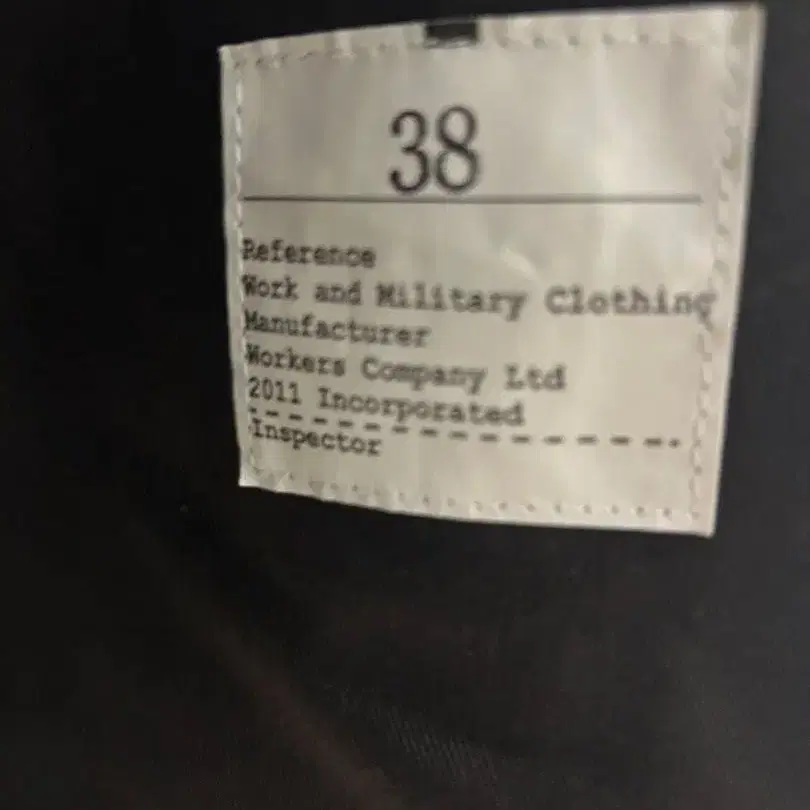 38
Reference
Work and Military Clothing
Manufacturer
Workers Company Ltd
2011 Incorporated
Inspector